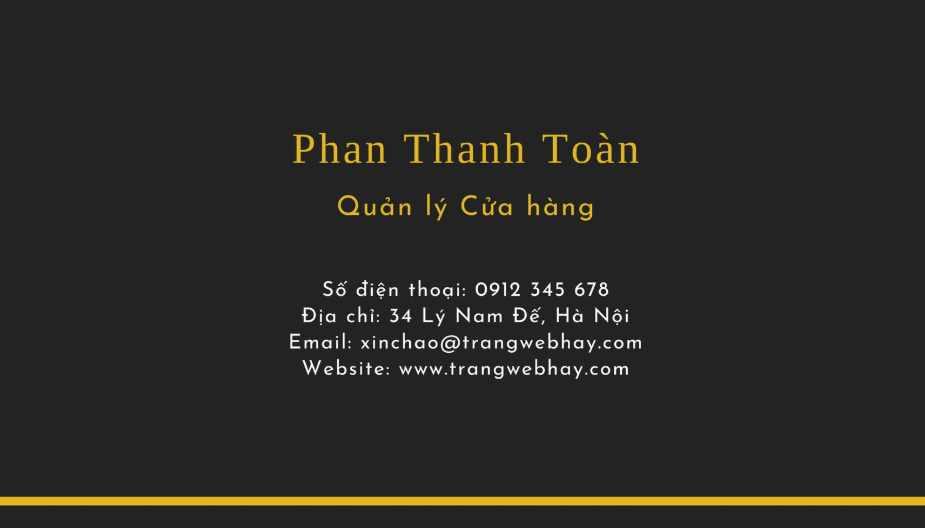 Phan Thanh Toàn
Quản lý Cửa hàng
Số điện thoại: 0912 345 678
Địa chỉ: 34 Lý Nam Đế, Hà Nội
Email: xinchao@trangwebhay.com
Website: www.trangwebhay.com